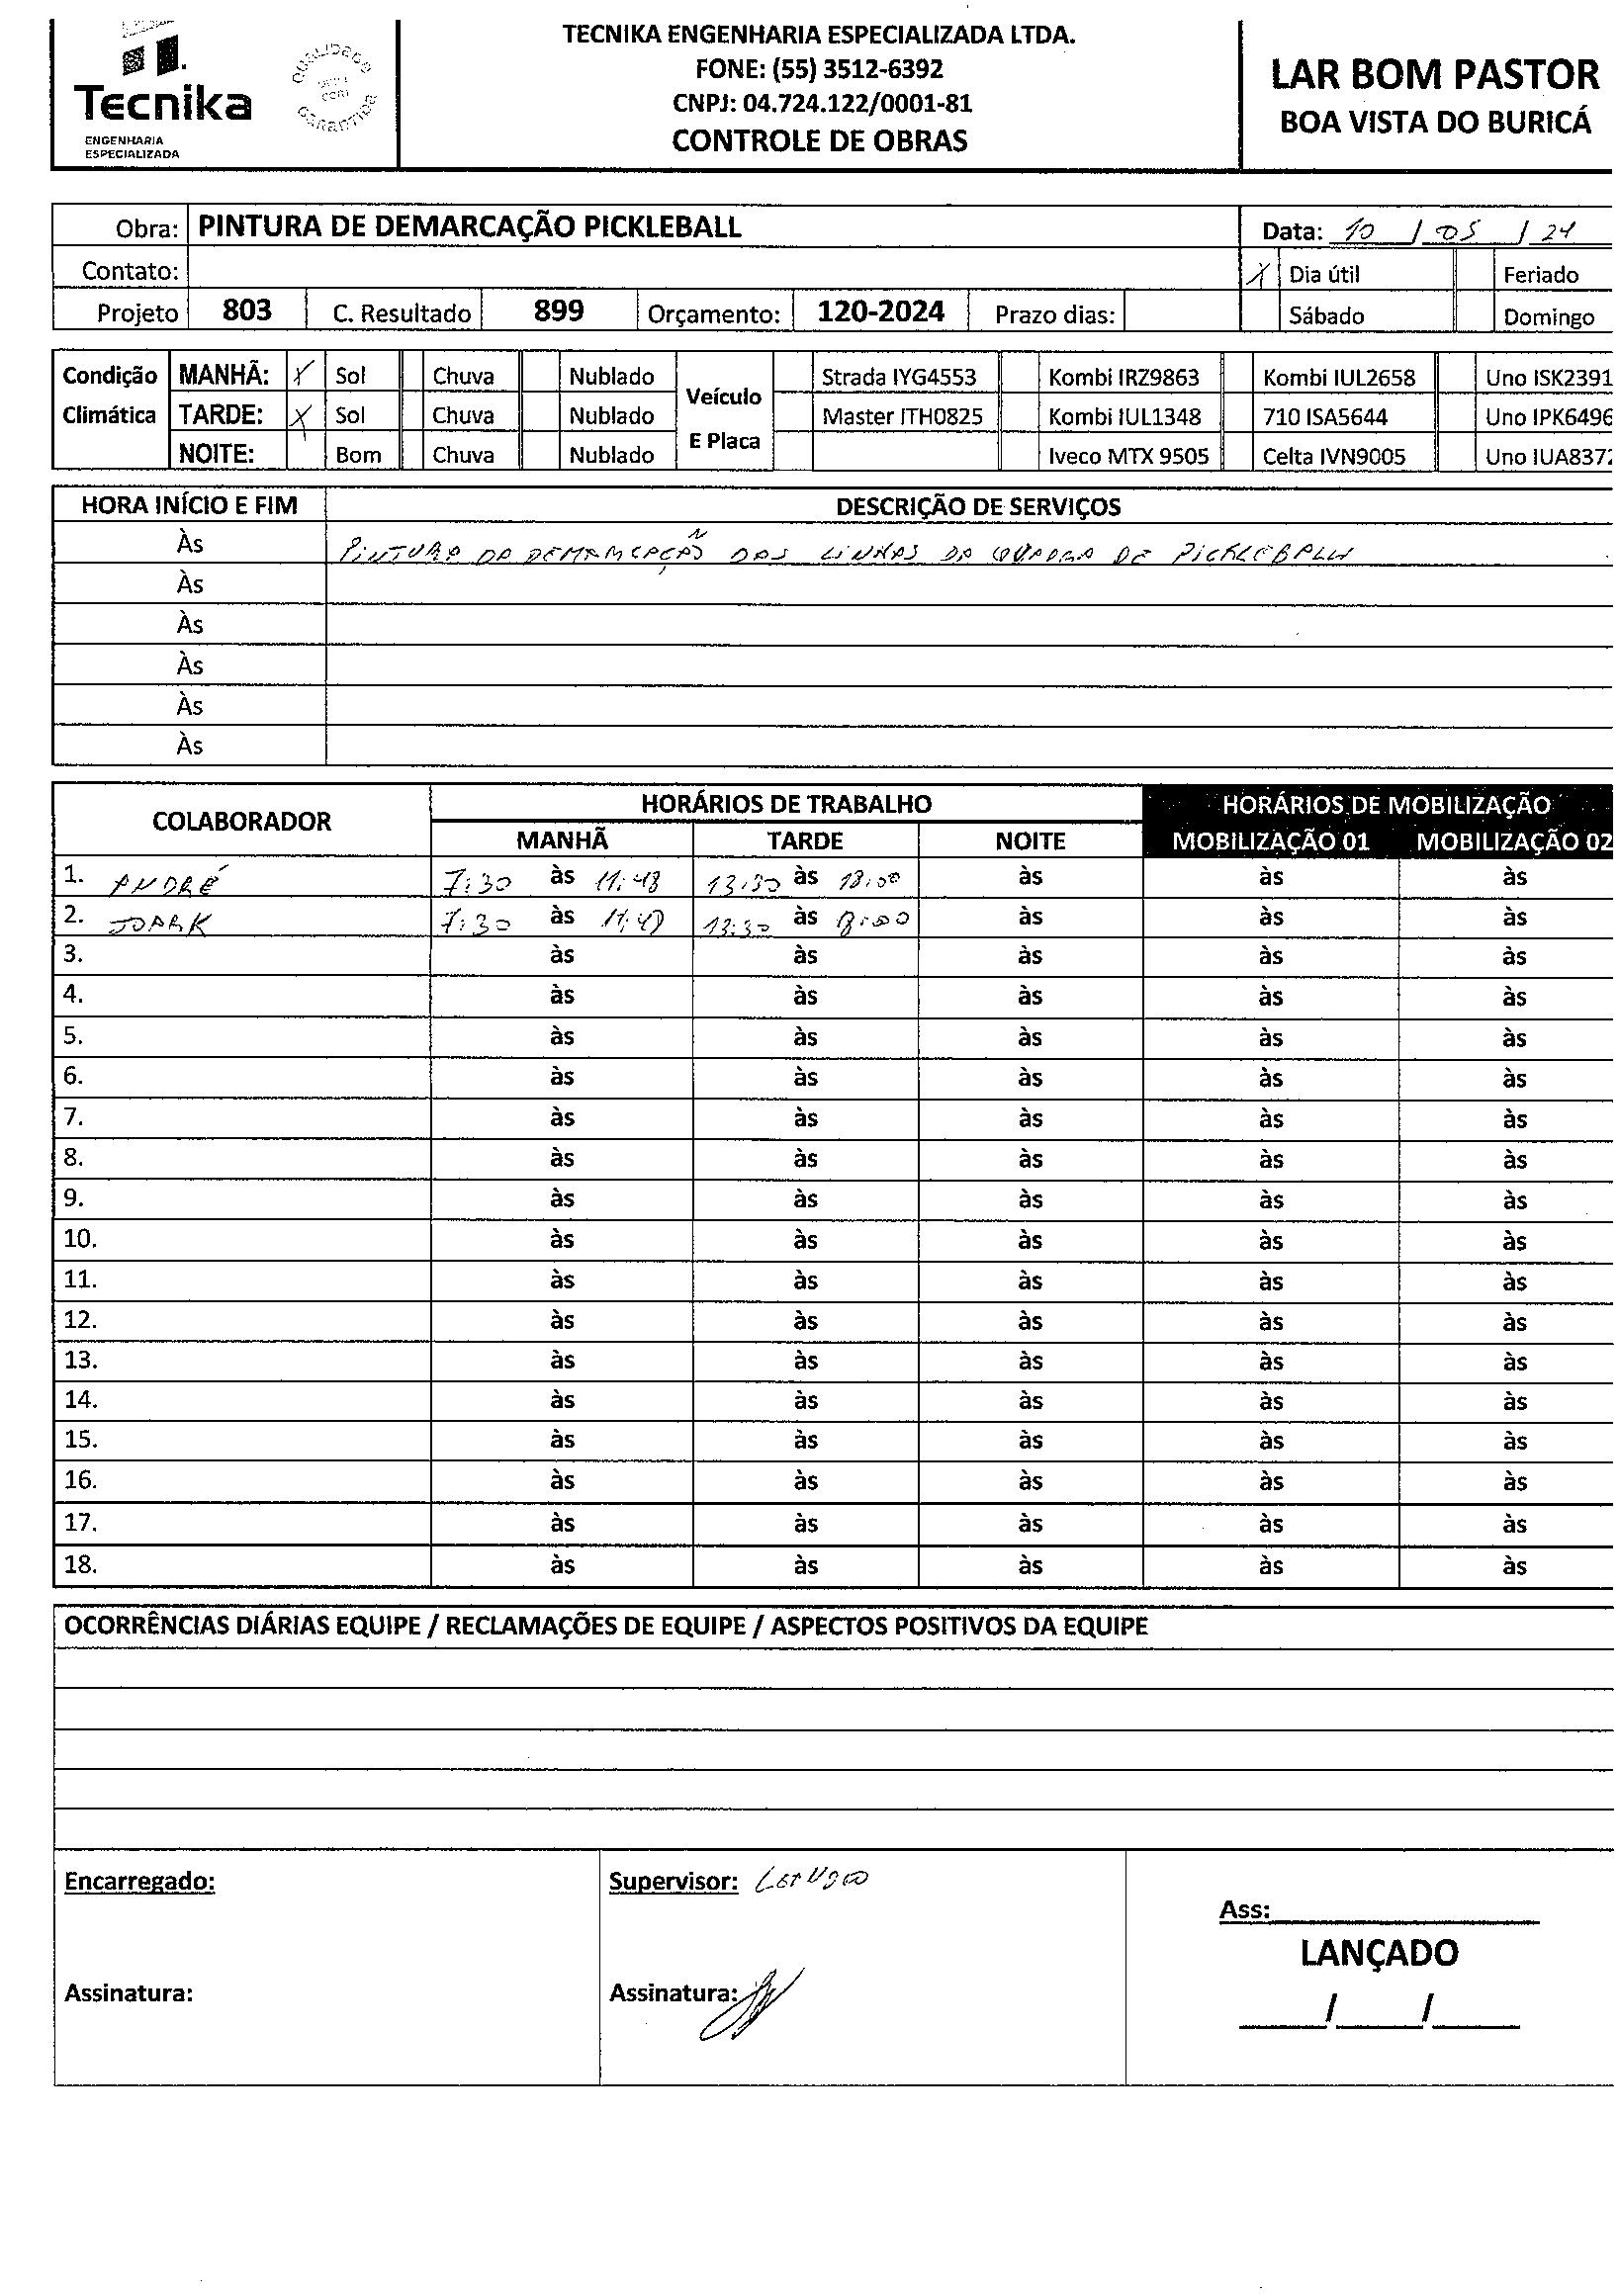 Tecnika
ENGENHARIA
ESPECIALIZADA
QUALIDADE
GARANTIDA
TECNIKA ENGENHARIA ESPECIALIZADA LTDA.
FONE: (55) 3512-6392
CNPJ: 04.724.122/0001-81
CONTROLE DE OBRAS
LAR BOM PASTOR
BOA VISTA DO BURICÁ
Obra: PINTURA DE DEMARCAÇÃO PICKLEBALL Data: 10 / 05 / 24
Contato: X Dia útil Feriado
Projeto 803 C. Resultado 899 Orçamento: 120-2024 Prazo dias: Sábado Domingo
Condição MANHÃ: X Sol Chuva Nublado Veículo Strada IYG4553 Kombi IRZ9863 Kombi IUL2658 Uno ISK2391
Climática TARDE: X Sol Chuva Nublado E Placa Master ITH0825 Kombi IUL1348 710 ISA5644 Uno IPK6496
NOITE: Bom Chuva Nublado Iveco MTX 9505 Celta IVN9005 Uno IUA8372
HORA INÍCIO E FIM DESCRIÇÃO DE SERVIÇOS
Às PINTURA DA DEMARCAÇÃO DAS LINHAS DA QUADRA DE PICKLEBALL
Às
Às
Às
Às
Às
COLABORADOR HORÁRIOS DE TRABALHO HORÁRIOS DE MOBILIZAÇÃO
MANHÃ TARDE NOITE MOBILIZAÇÃO 01 MOBILIZAÇÃO 02
1. ANDRÉ 7:30 às 11:48 13:30 às 18:00 às às às
2. 7:30 às 13:30 às às às às
3. às às às às às
4. às às às às às
5. às às às às às
6. às às às às às
7. às às às às às
8. às às às às às
9. às às às às às
10. às às às às às
11. às às às às às
12. às às às às às
13. às às às às às
14. às às às às às
15. às às às às às
16. às às às às às
17. às às às às às
18. às às às às às
OCORRÊNCIAS DIÁRIAS EQUIPE / RECLAMAÇÕES DE EQUIPE / ASPECTOS POSITIVOS DA EQUIPE
Encarregado: Supervisor:
Ass:
LANÇADO
Assinatura: Assinatura:
/ /